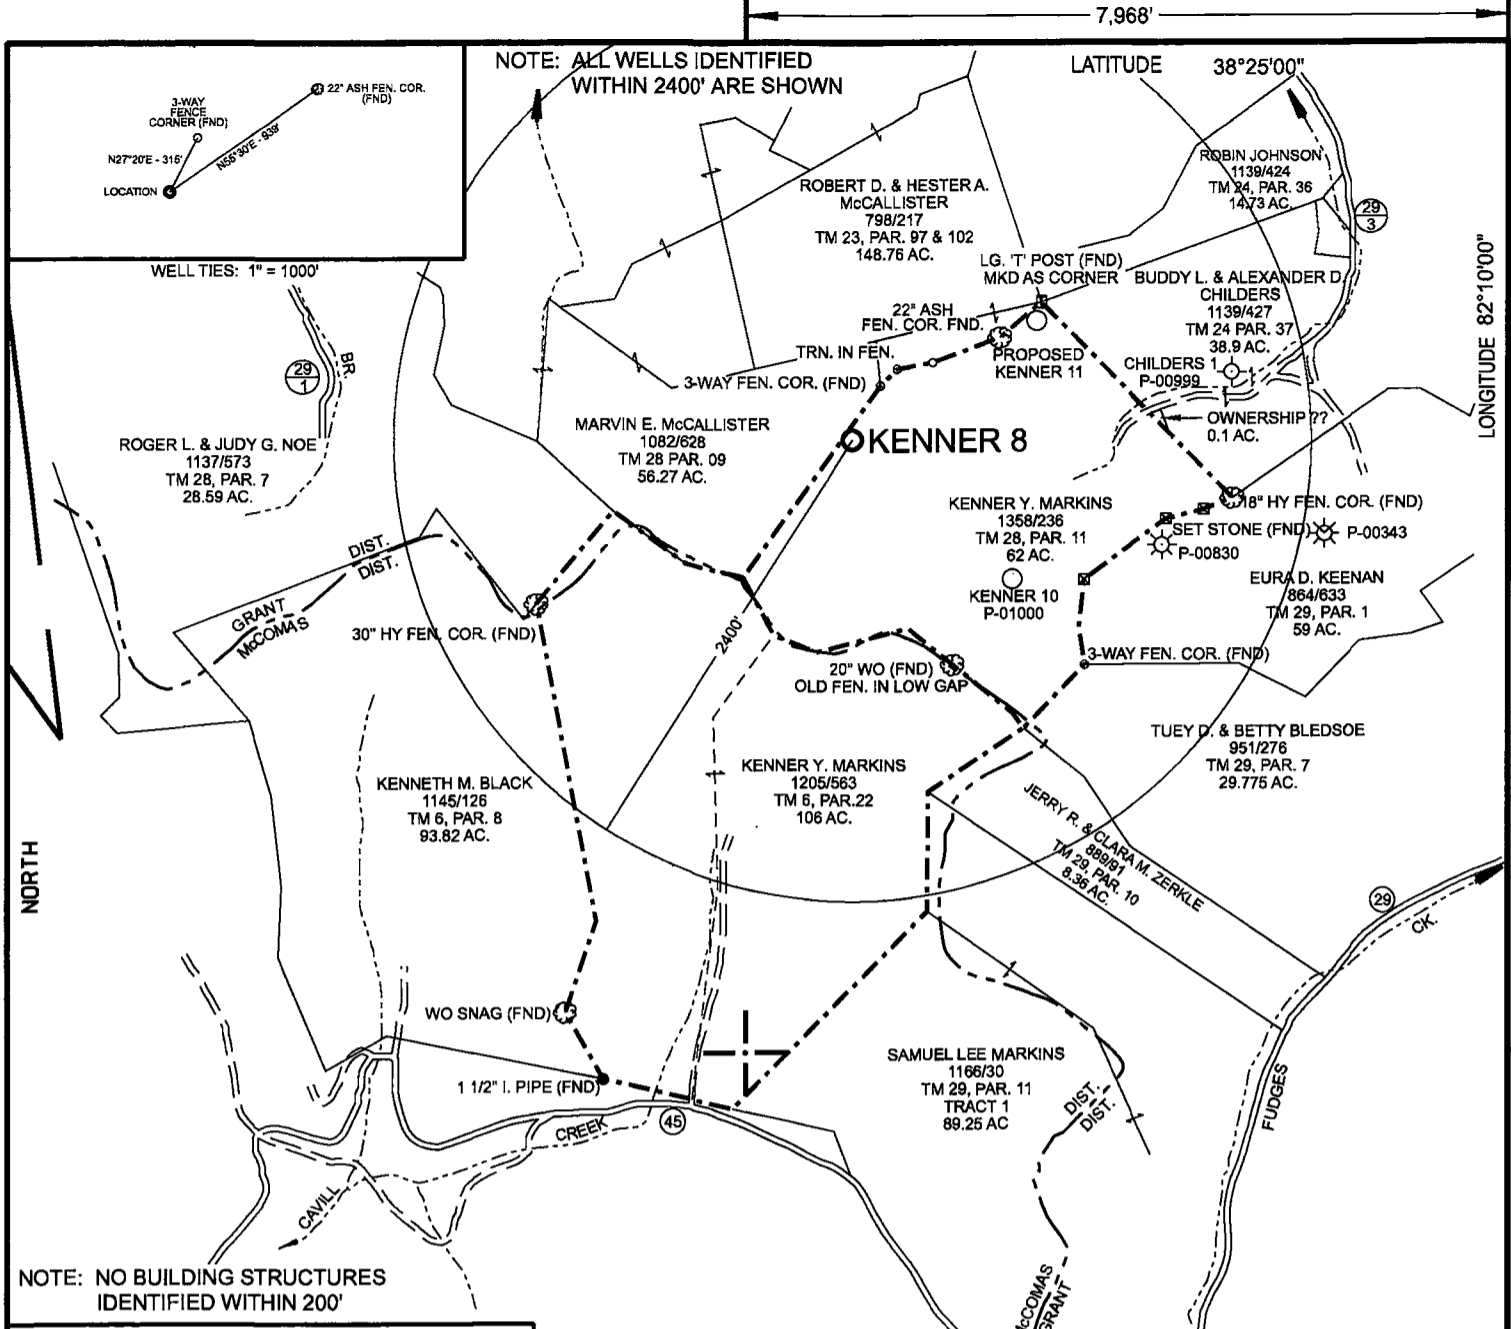 7,968'
NOTE: ALL WELLS IDENTIFIED
WITHIN 2400' ARE SHOWN
LATITUDE 38°25'00"
LONGITUDE 82°10'00"
22" ASH FEN. COR.
(FND)
3-WAY
FENCE
CORNER (FND)
N27°20'E - 315'
N55°30'E - 939'
LOCATION
WELL TIES: 1" = 1000'
ROBIN JOHNSON
1139/424
TM 24, PAR. 36
14.73 AC.
29
3
ROBERT D. & HESTER A.
McCALLISTER
798/217
TM 23, PAR. 97 & 102
148.76 AC.
LG. 'T' POST (FND)
MKD AS CORNER
BUDDY L. & ALEXANDER D.
CHILDERS
1139/427
TM 24 PAR. 37
38.9 AC.
22" ASH
FEN. COR. FND.
TRN. IN FEN.
3-WAY FEN. COR. (FND)
PROPOSED
KENNER 11
CHILDERS 1
P-00999
OWNERSHIP ??
0.1 AC.
29
1
BR.
ROGER L. & JUDY G. NOE
1137/573
TM 28, PAR. 7
28.59 AC.
MARVIN E. McCALLISTER
1082/628
TM 28 PAR. 09
56.27 AC.
KENNER 8
KENNER Y. MARKINS
1358/236
TM 28, PAR. 11
62 AC.
18" HY FEN. COR. (FND)
SET STONE (FND)
P-00343
P-00830
KENNER 10
P-01000
EURA D. KEENAN
864/633
TM 29, PAR. 1
59 AC.
DIST.
DIST.
GRANT
McCOMAS
30" HY FEN. COR. (FND)
2400'
3-WAY FEN. COR. (FND)
20" WO (FND)
OLD FEN. IN LOW GAP
TUEY D. & BETTY BLEDSOE
951/276
TM 29, PAR. 7
29.775 AC.
KENNETH M. BLACK
1145/126
TM 6, PAR. 8
93.82 AC.
KENNER Y. MARKINS
1205/563
TM 6, PAR.22
106 AC.
JERRY R. & CLARA M. ZERKLE
889/91
TM 29, PAR. 10
8.36 AC.
NORTH
29
CK.
FUDGES
WO SNAG (FND)
1 1/2" I. PIPE (FND)
45
CREEK
CAVILL
SAMUEL LEE MARKINS
1166/30
TM 29, PAR. 11
TRACT 1
89.25 AC
DIST.
DIST.
McCOMAS
GRANT
NOTE: NO BUILDING STRUCTURES
IDENTIFIED WITHIN 200'